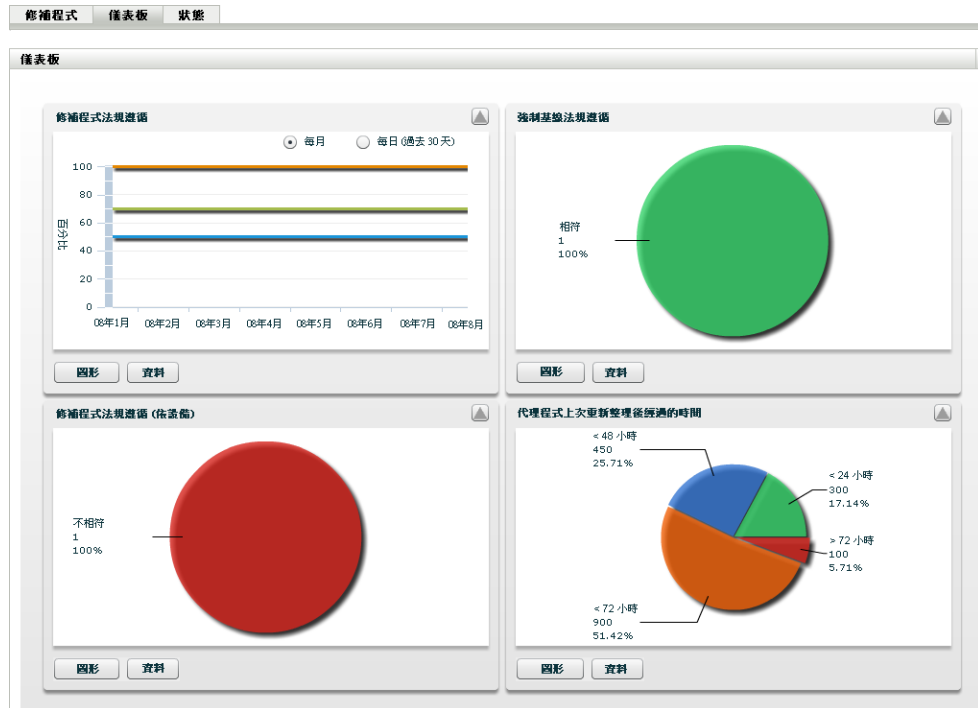 修補程式 儀表板 狀態
儀表板
修補程式法規遵循
每月 每日 (過去 30 天)
100
80
60
40
20
0
百分比
08年1月 08年2月 08年3月 08年4月 08年5月 08年6月 08年7月 08年8月
圖形 資料
強制基線法規遵循
相符
1
100%
圖形 資料
修補程式法規遵循 (依設備)
不相符
1
100%
圖形 資料
代理程式上次重新整理後經過的時間
< 48 小時
450
25.71%
< 24 小時
300
17.14%
> 72 小時
100
5.71%
< 72 小時
900
51.42%
圖形 資料